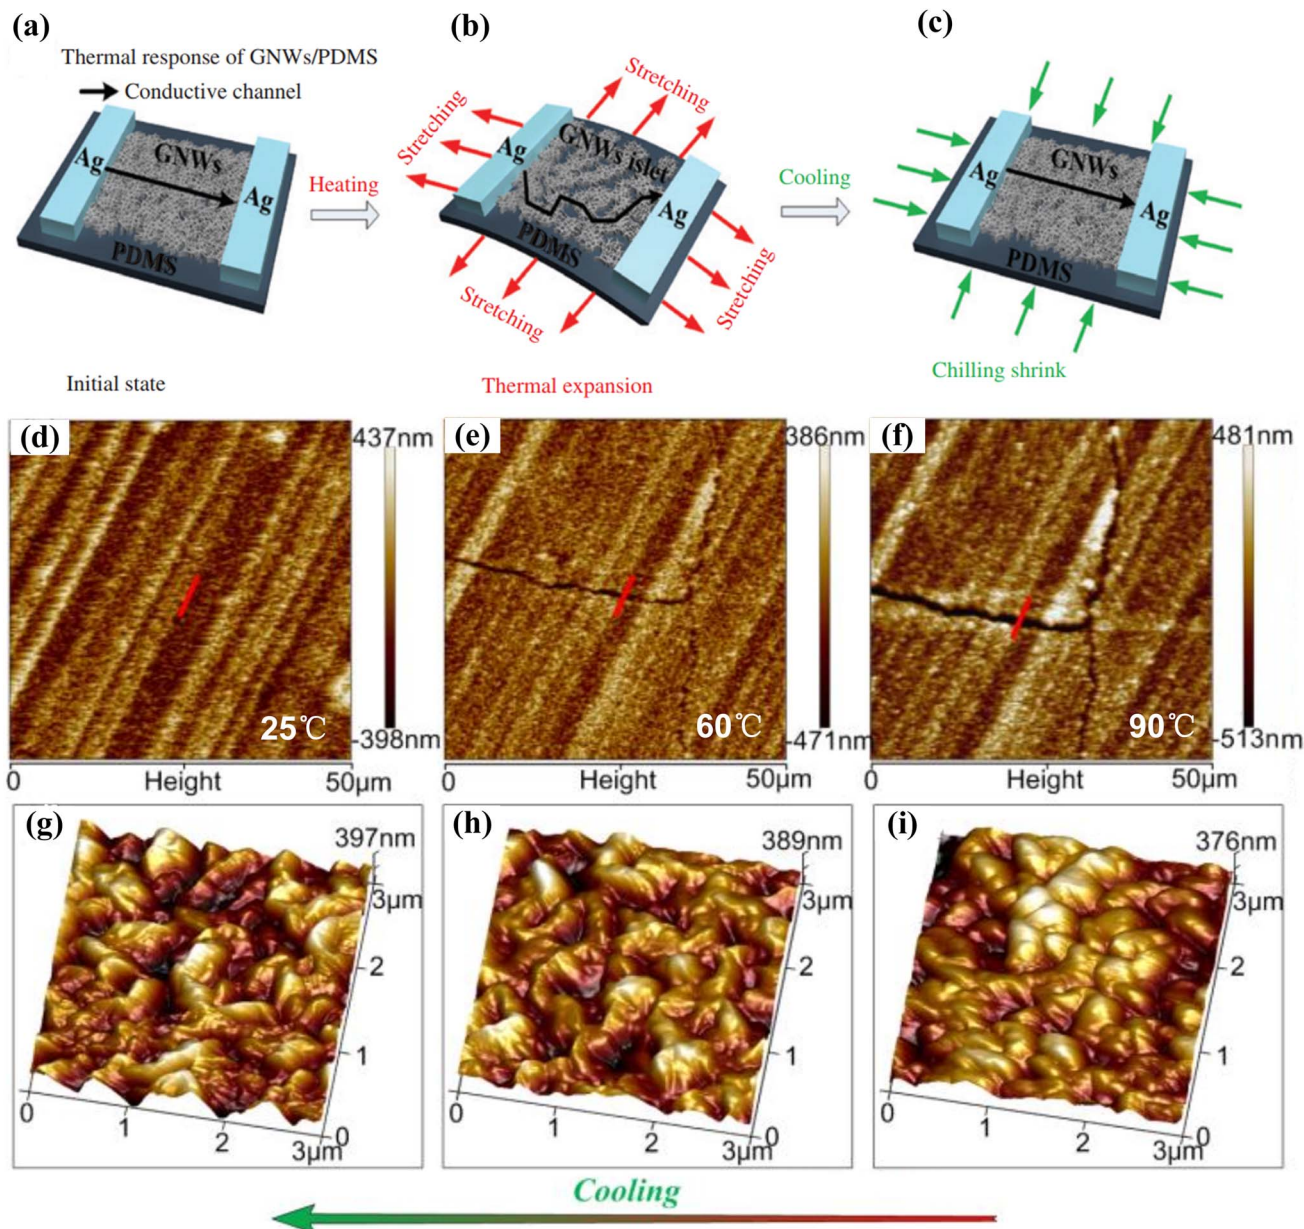 (a)
(b)
(c)
Thermal response of GNWs/PDMS
Conductive channel
Ag
GNWs
Ag
PDMS
Heating
Stretching
Stretching
Ag
GNWs islet
Ag
PDMS
Stretching
Stretching
Cooling
Ag
GNWs
Ag
PDMS
Initial state
Thermal expansion
Chilling shrink
(d)
437nm
25℃
-398nm
0
Height
50µm
(e)
386nm
60℃
-471nm
0
Height
50µm
(f)
481nm
90℃
-513nm
0
Height
50µm
(g)
397nm
3µm
2
1
0
0
1
2
3µm
(h)
389nm
3µm
2
1
0
0
1
2
3µm
(i)
376nm
3µm
2
1
0
0
1
2
3µm
Cooling